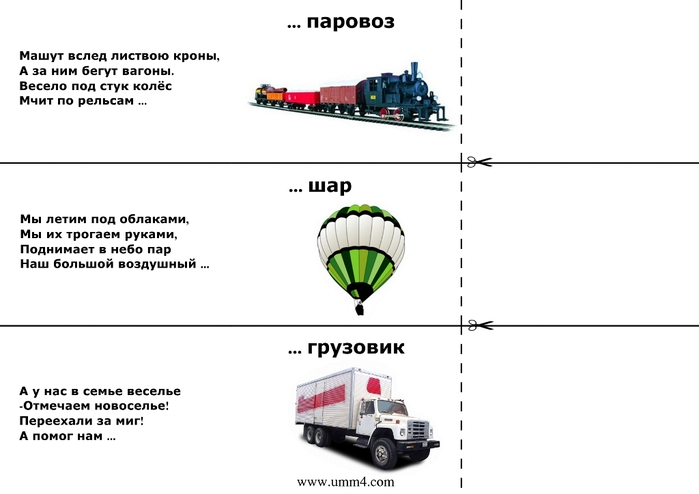 ... паровоз
Машут вслед листвою кроны,
А за ним бегут вагоны.
Весело под стук колёс
Мчит по рельсам ...
... шар
Мы летим под облаками,
Мы их трогаем руками,
Поднимает в небо пар
Наш большой воздушный ...
... грузовик
А у нас в семье веселье
-Отмечаем новоселье!
Переехали за миг!
А помог нам ...
www.umm4.com